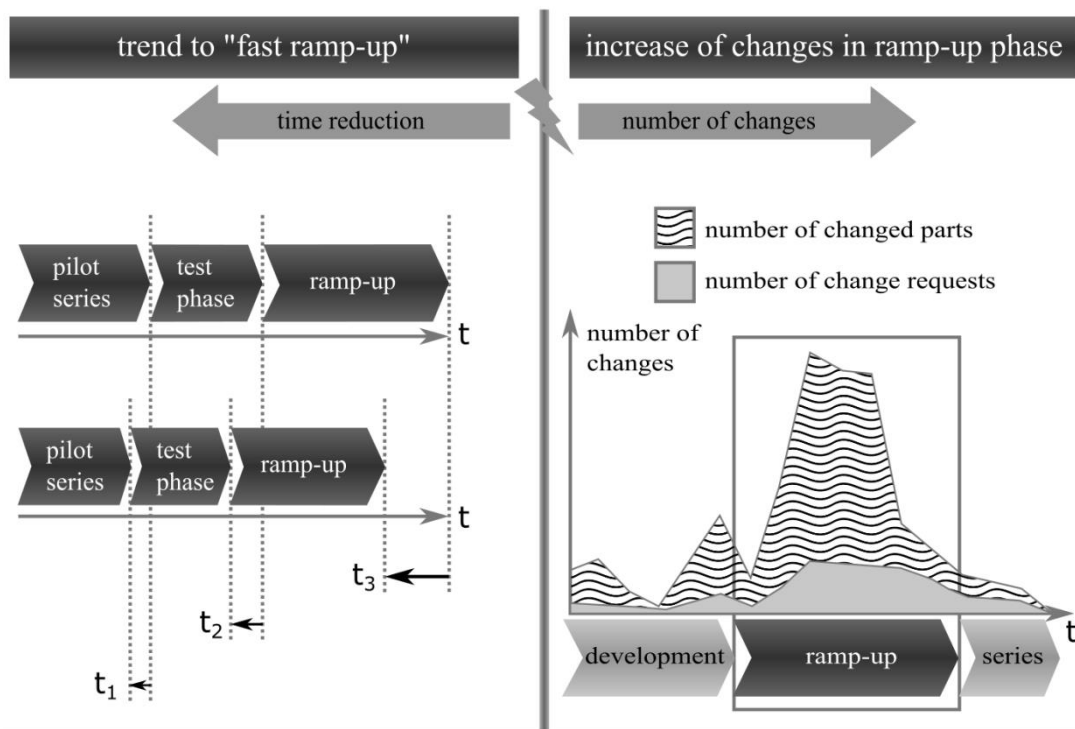 trend to "fast ramp-up"
time reduction
pilot
series
test
phase
ramp-up
t
pilot
series
test
phase
ramp-up
t
t3
t2
t1
increase of changes in ramp-up phase
number of changes
number of changed parts
number of change requests
number of
changes
t
development
ramp-up
series